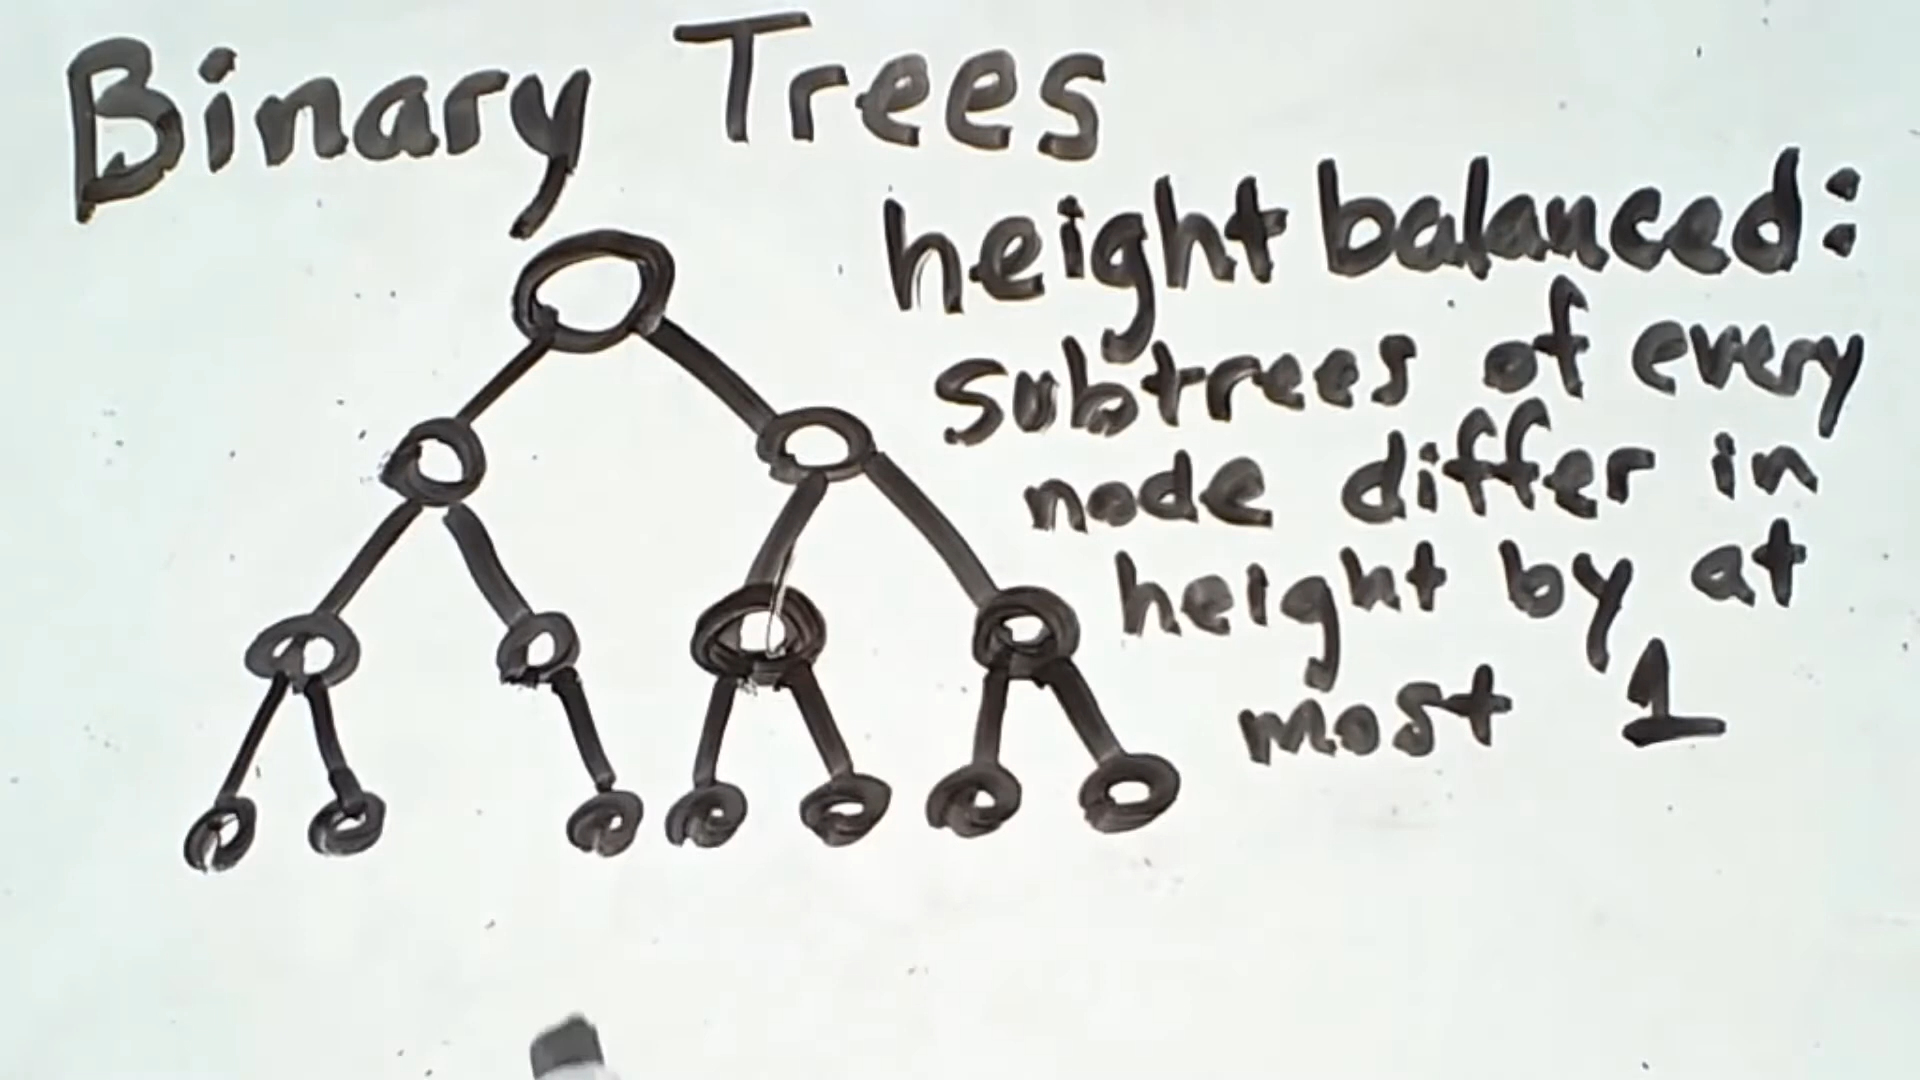 Binary Trees
height balanced:
subtrees of every
node differ in
height by at
most 1